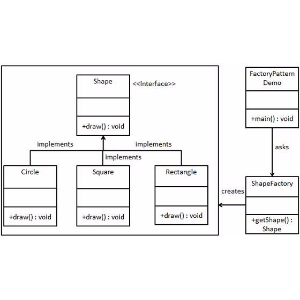 Shape
<<Interface>>
+draw() : void
Implements
Implements
Implements
Circle
+draw() : void
Square
+draw() : void
Rectangle
+draw() : void
FactoryPattern
Demo
+main() : void
asks
creates
ShapeFactory
+getShape() :
Shape